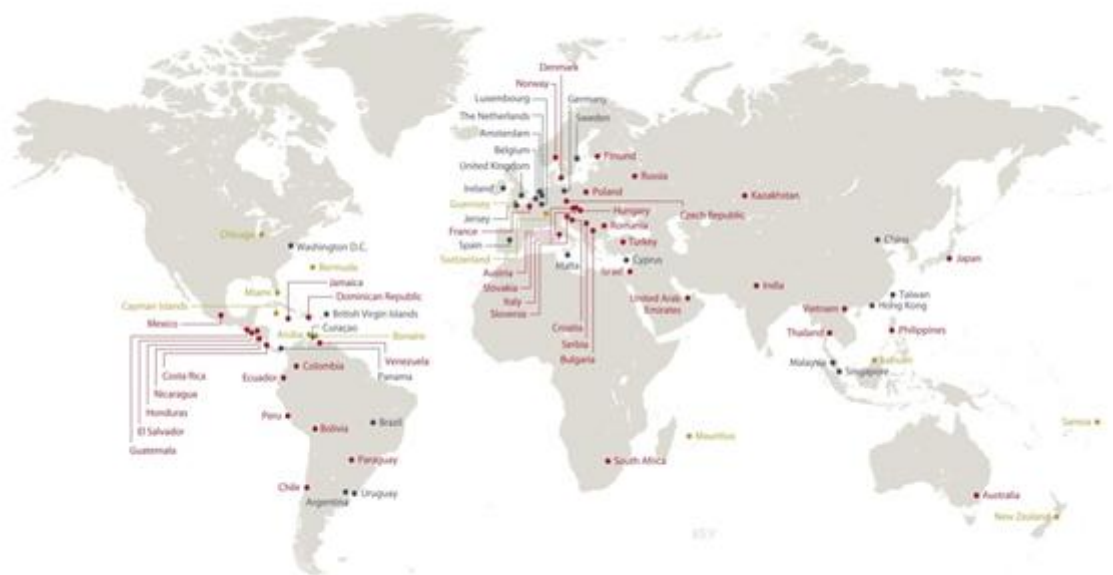 Denmark
Norway
Luxembourg
Germany
The Netherlands
Sweden
Amsterdam
Belgium
Finland
United Kingdom
Russia
Ireland
Poland
Kazakhstan
Guernsey
Hungary
Czech Republic
Jersey
Romania
France
Chicago
Turkey
China
Spain
Washington D.C.
Switzerland
Malta
Cyprus
Japan
Bermuda
Austria
Israel
Jamaica
Slovakia
India
Miami
Dominican Republic
Italy
United Arab
Emirates
Taiwan
Cayman Islands
Slovenia
Hong Kong
British Virgin Islands
Vietnam
Mexico
Curaçao
Croatia
Thailand
Philippines
Aruba
Bonaire
Serbia
Venezuela
Bulgaria
Malaysia
Colombia
Singapore
Costa Rica
Ecuador
Panama
Nicaragua
Honduras
Peru
Brazil
Samoa
El Salvador
Bolivia
Mauritius
Guatemala
Paraguay
South Africa
Chile
Uruguay
Argentina
Australia
New Zealand
KEY